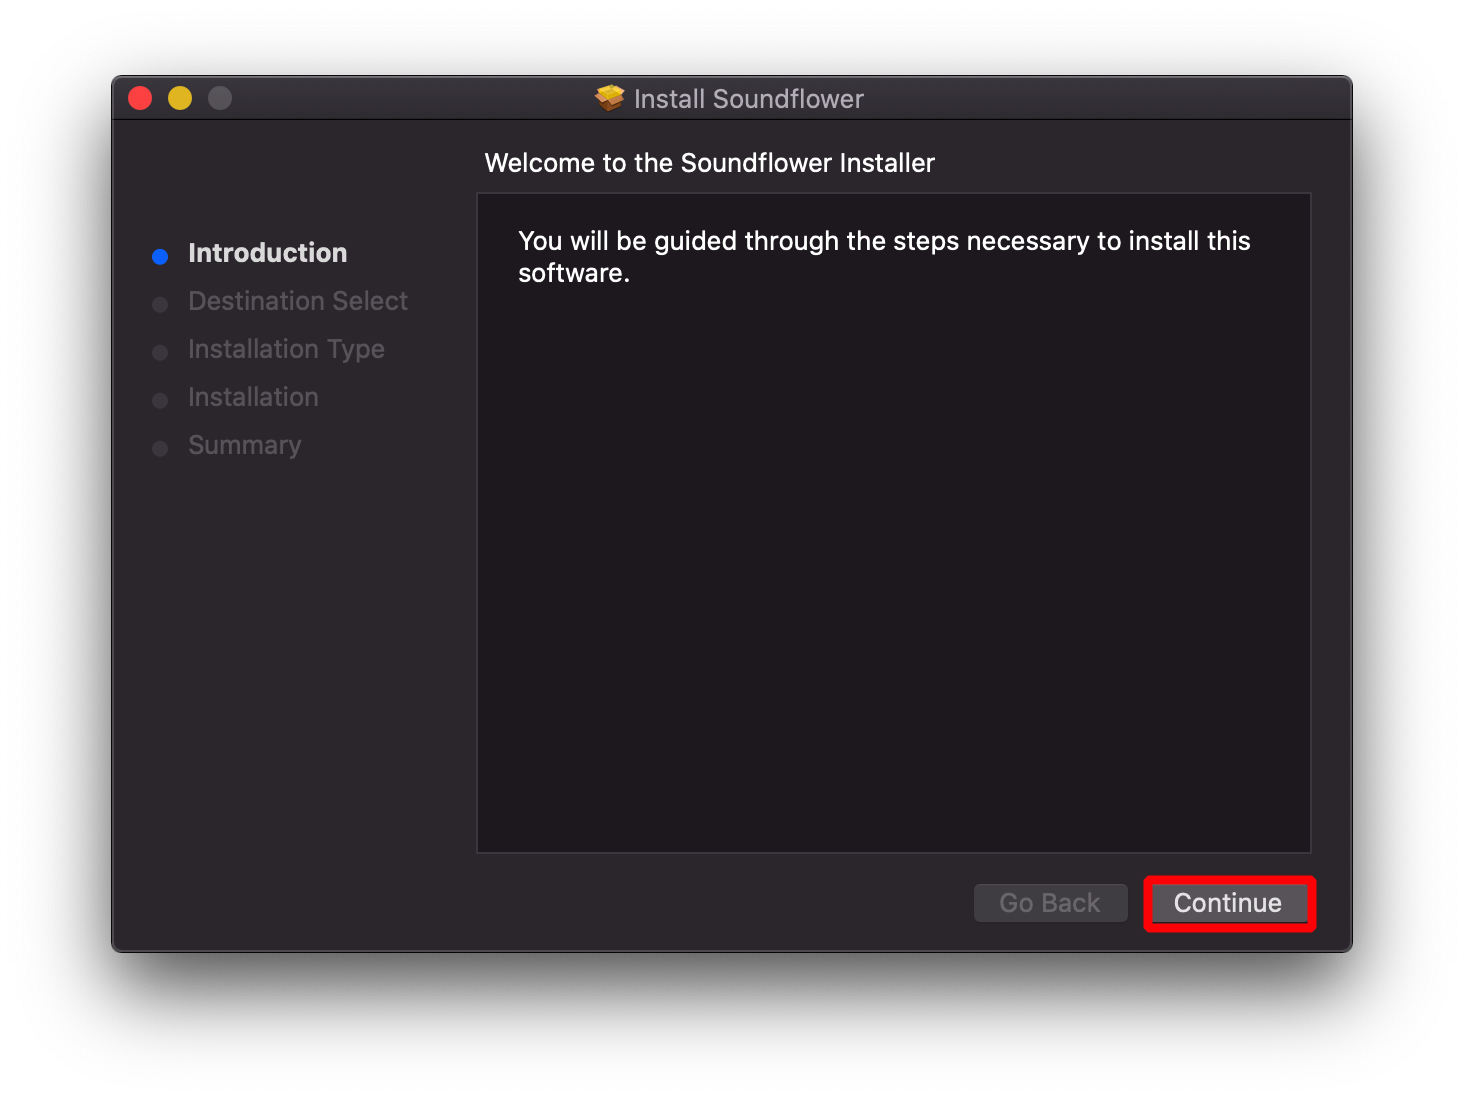 Install Soundflower
Welcome to the Soundflower Installer
Introduction
Destination Select
Installation Type
Installation
Summary
You will be guided through the steps necessary to install this
software.
Go Back
Continue